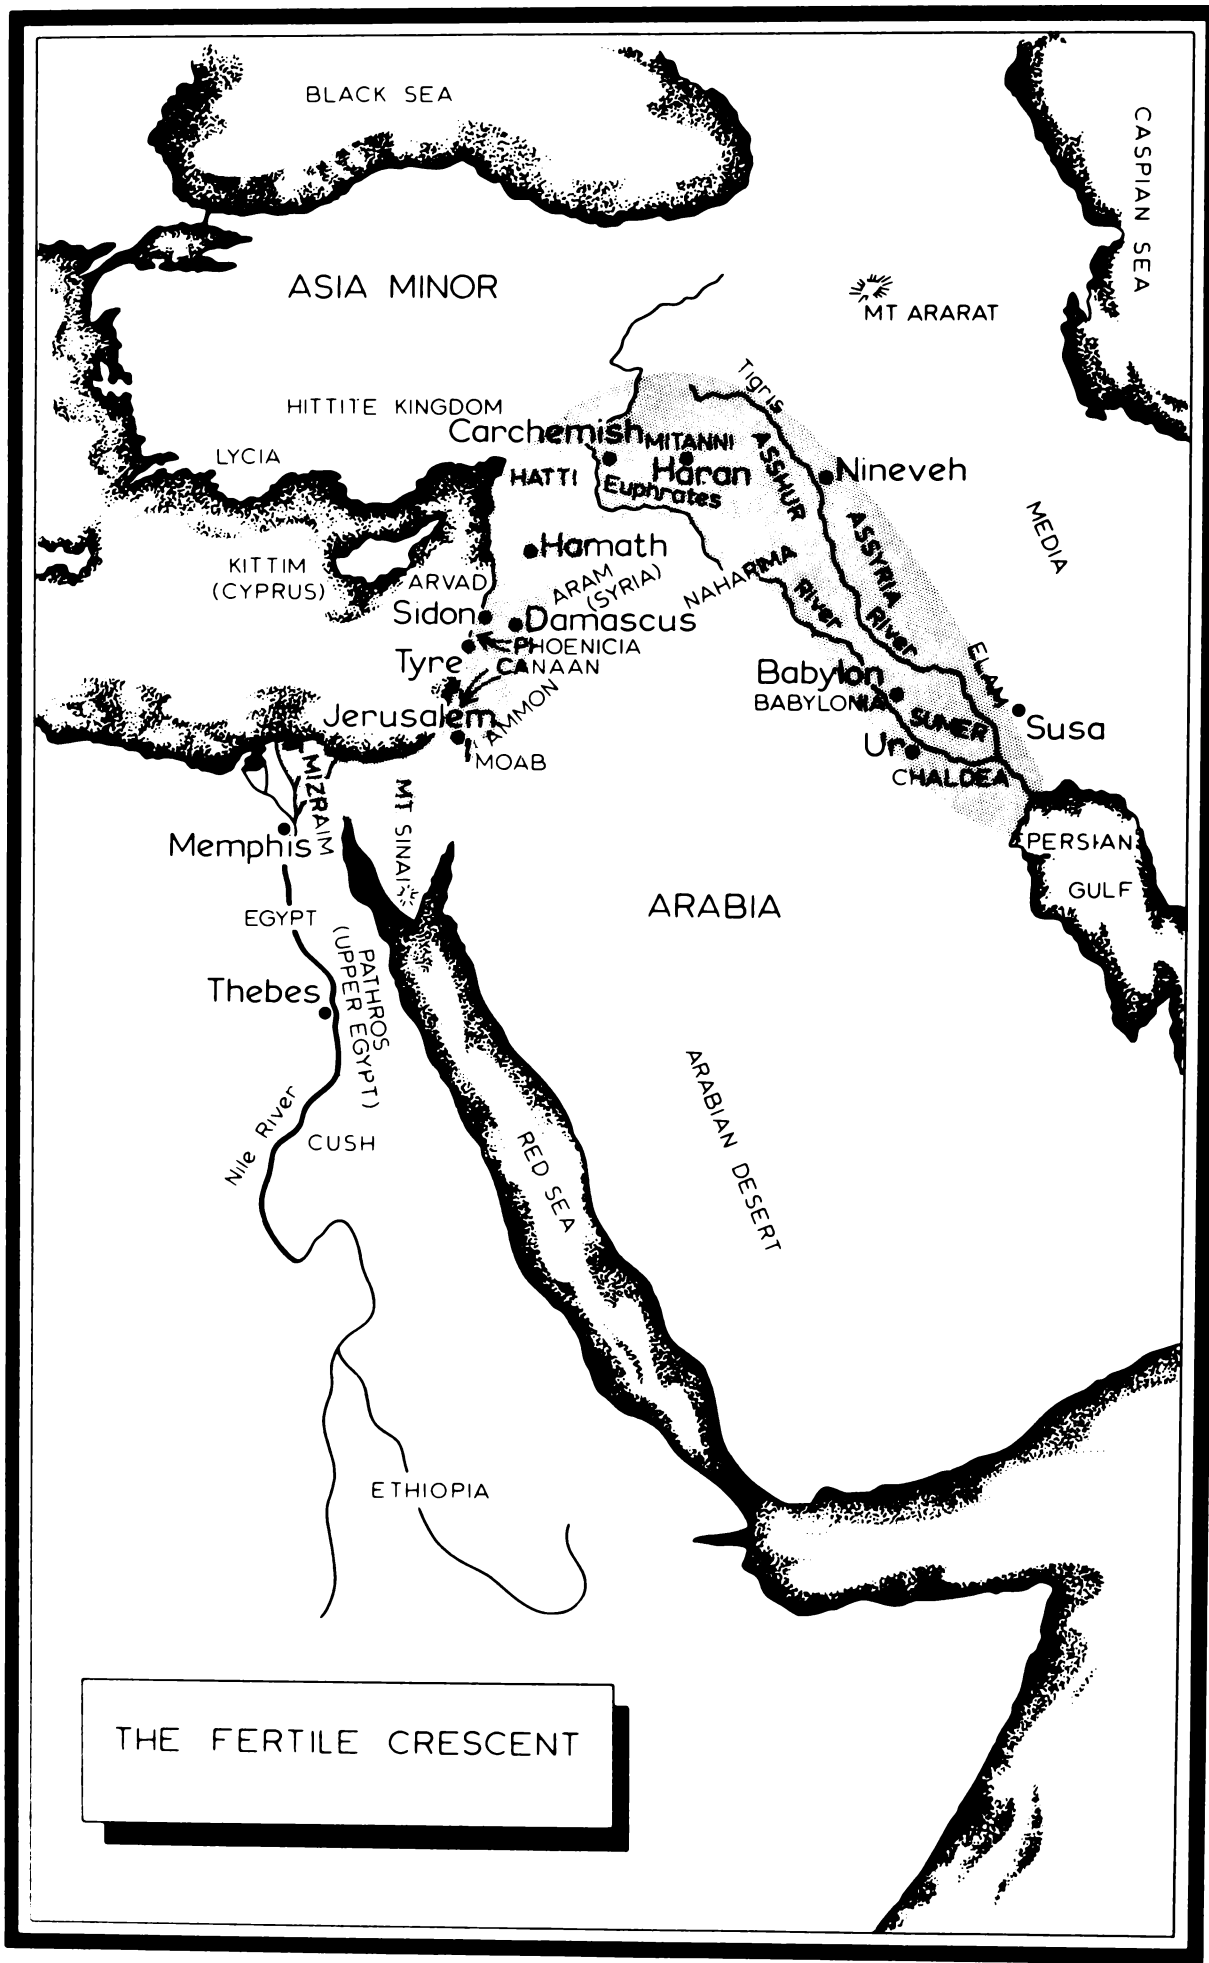 BLACK SEA
CASPIAN SEA
ASIA MINOR
MT ARARAT
Tigris
HITTITE KINGDOM
Carchemish
MITANNI
ASSHUR
LYCIA
HATTI
Haran
Nineveh
Euphrates
MEDIA
ASSYRIA
Hamath
KITTIM
(CYPRUS)
ARVAD
ARAM
(SYRIA)
NAHARIMA
River
River
Sidon
Damascus
PHOENICIA
Tyre
CANAAN
ELAM
Babylon
BABYLONIA
AMMON
Jerusalem
SUMER
Susa
Ur
MOAB
CHALDEA
MIZRAIM
MT SINAI
Memphis
PERSIAN
GULF
EGYPT
ARABIA
PATHROS
(UPPER EGYPT)
Thebes
ARABIAN DESERT
Nile River
CUSH
RED SEA
ETHIOPIA
THE FERTILE CRESCENT